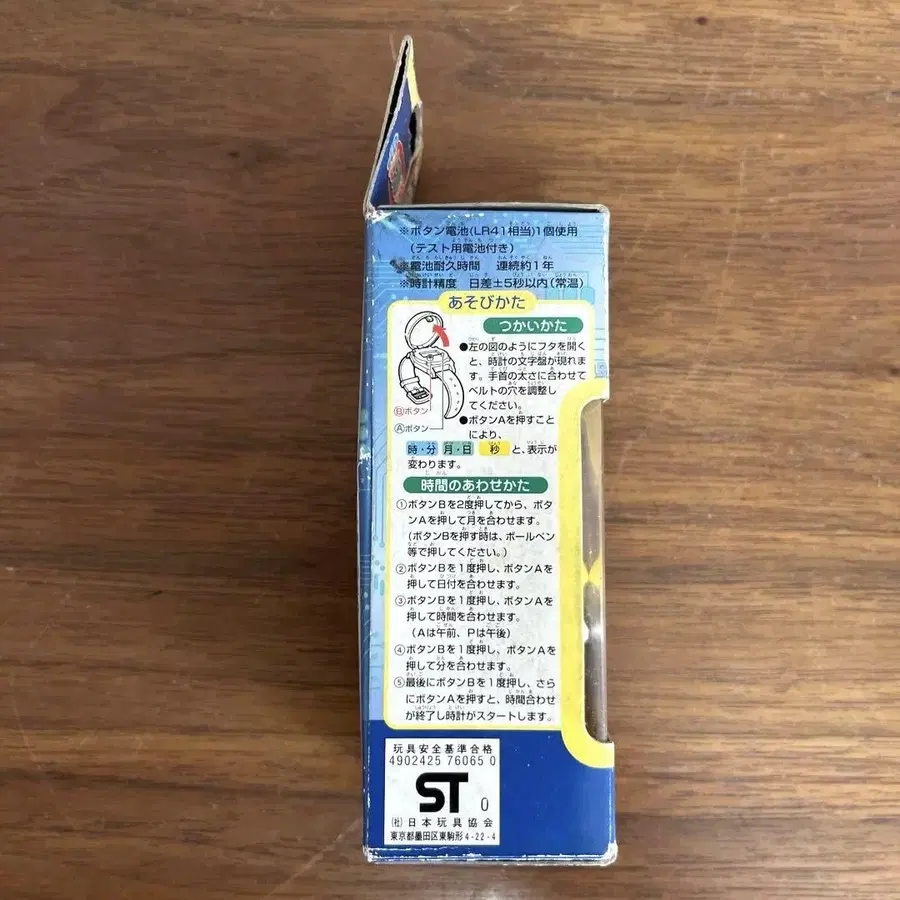 ※ボタン電池(LR41相当)1個使用
(テスト用電池付き)
※電池耐久時間 連続約1年
※時計精度 日差±5秒以内(常温)
あそびかた
つかいかた
●左の図のようにフタを開く
と、時計の文字盤が現れま
す。手首の太さに合わせて
ベルトの穴を調整し
てください。
Ⓑボタン
Ⓐボタン
●ボタンAを押すこと
により、
時・分 月・日 秒 と、表示が
変わります。
時間のあわせかた
①ボタンBを2度押してから、ボタ
ンAを押して月を合わせます。
(ボタンBを押す時は、ボールペン
等で押してください。)
②ボタンBを1度押し、ボタンAを
押して日付を合わせます。
③ボタンBを1度押し、ボタンAを
押して時間を合わせます。
(Aは午前、Pは午後)
④ボタンBを1度押し、ボタンAを
押して分を合わせます。
⑤最後にボタンBを1度押し、さら
にボタンAを押すと、時間合わせ
が終了し時計がスタートします。
玩具安全基準合格
4902425 76065 0
ST 0
(社)日本玩具協会
東京都墨田区東駒形4-22-4